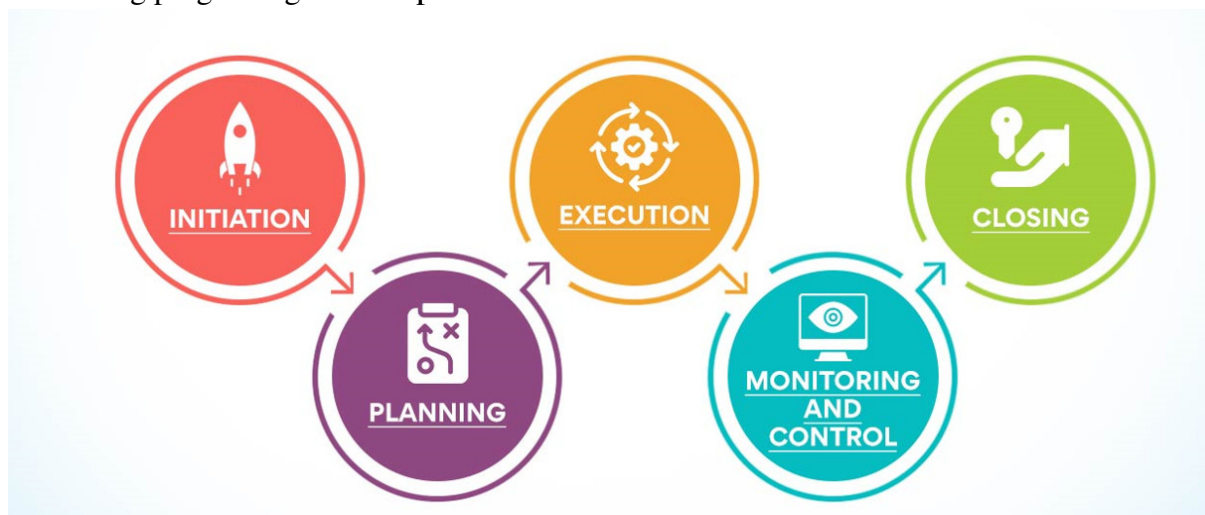 INITIATION
PLANNING
EXECUTION
MONITORING
AND
CONTROL
CLOSING